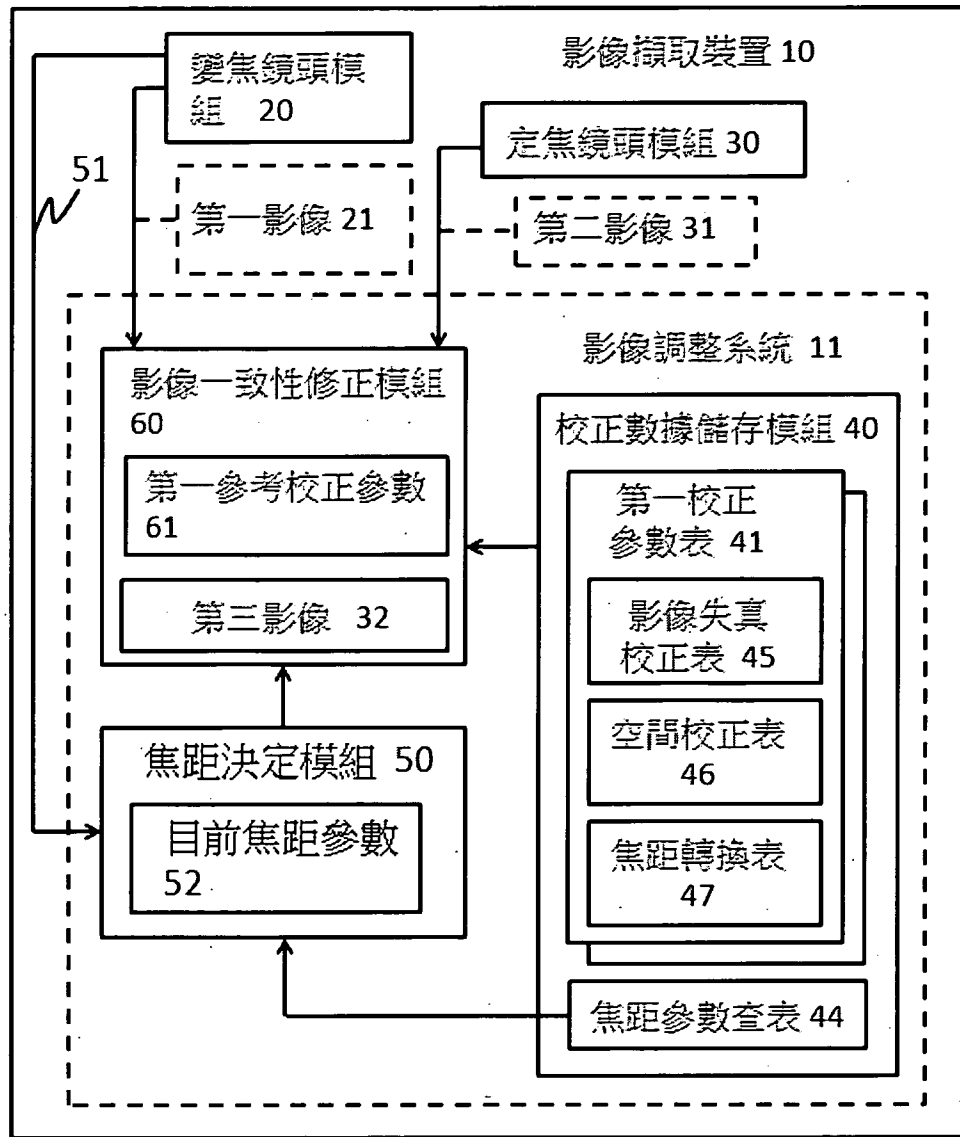 影像擷取裝置 10
變焦鏡頭模
組 20
定焦鏡頭模組 30
51
第一影像 21
第二影像 31
影像調整系統 11
影像一致性修正模組
60
第一參考校正參數
61
第三影像 32
校正數據儲存模組 40
第一校正
參數表 41
影像失真
校正表 45
空間校正表
46
焦距轉換表
47
焦距決定模組 50
目前焦距參數
52
焦距參數查表 44